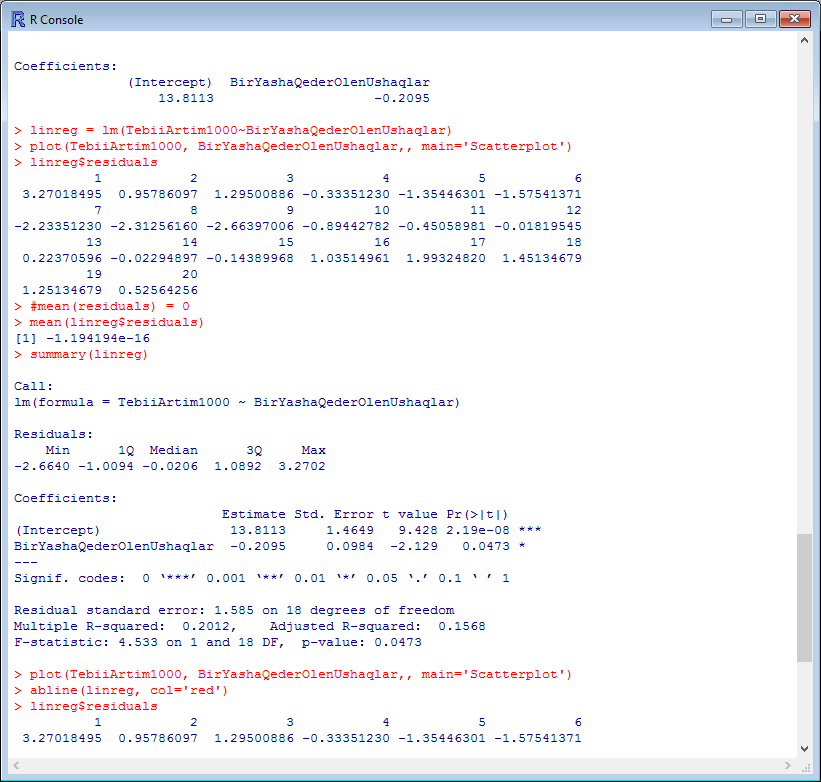 R Console
Coefficients:
(Intercept)  BirYashaQederOlenUshaqlar
13.8113                    -0.2095
> linreg = lm(TebiiArtim1000~BirYashaQederOlenUshaqlar)
> plot(TebiiArtim1000, BirYashaQederOlenUshaqlar,, main='Scatterplot')
> linreg$residuals
1           2           3           4           5           6
3.27018495  0.95786097  1.29500886 -0.33351230 -1.35446301 -1.57541371
7           8           9          10          11          12
-2.23351230 -2.31256160 -2.66397006 -0.89442782 -0.45058981 -0.01819545
13          14          15          16          17          18
0.22370596 -0.02294897 -0.14389968  1.03514961  1.99324820  1.45134679
19          20
1.25134679  0.52564256
> #mean(residuals) = 0
> mean(linreg$residuals)
[1] -1.194194e-16
> summary(linreg)
Call:
lm(formula = TebiiArtim1000 ~ BirYashaQederOlenUshaqlar)
Residuals:
Min      1Q  Median      3Q     Max
-2.6640 -1.0094 -0.0206  1.0892  3.2702
Coefficients:
Estimate Std. Error t value Pr(>|t|)
(Intercept)                13.8113     1.4649   9.428 2.19e-08 ***
BirYashaQederOlenUshaqlar  -0.2095     0.0984  -2.129   0.0473 *
---
Signif. codes:  0 ‘***’ 0.001 ‘**’ 0.01 ‘*’ 0.05 ‘.’ 0.1 ‘ ’ 1
Residual standard error: 1.585 on 18 degrees of freedom
Multiple R-squared:  0.2012,    Adjusted R-squared:  0.1568
F-statistic: 4.533 on 1 and 18 DF,  p-value: 0.0473
> plot(TebiiArtim1000, BirYashaQederOlenUshaqlar,, main='Scatterplot')
> abline(linreg, col='red')
> linreg$residuals
1           2           3           4           5           6
3.27018495  0.95786097  1.29500886 -0.33351230 -1.35446301 -1.57541371